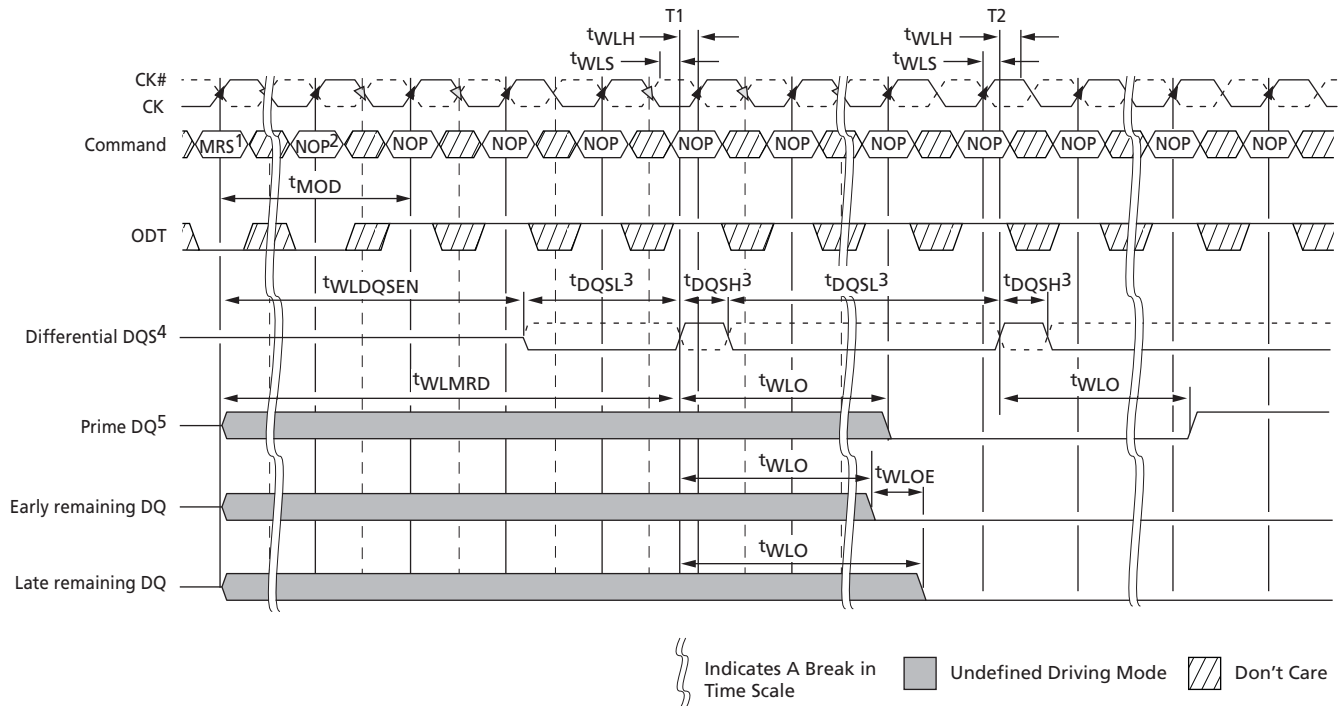 T1 T2
tWLH tWLH
tWLS tWLS
CK#
CK
Command MRS1 NOP2 NOP NOP NOP NOP NOP NOP NOP NOP NOP NOP
tMOD
ODT
tWLDQSEN tDQSL3 tDQSH3 tDQSL3 tDQSH3
Differential DQS4
tWLMRD tWLO tWLO
Prime DQ5
tWLO tWLOE
Early remaining DQ
tWLO
Late remaining DQ
Indicates A Break in
Time Scale
Undefined Driving Mode
Don't Care